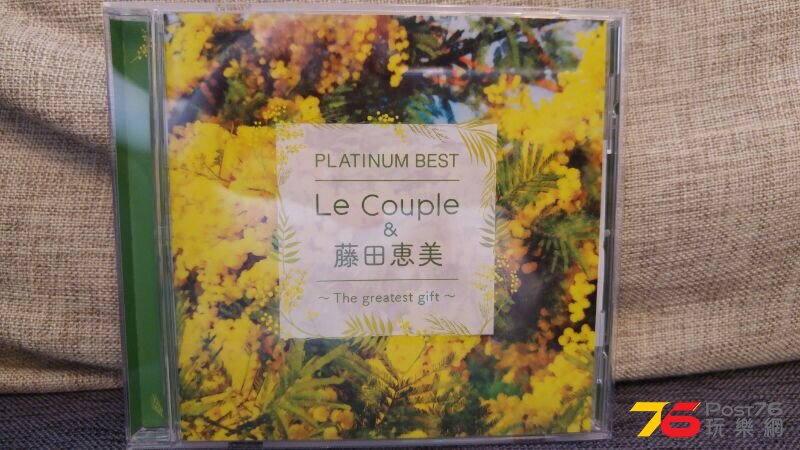 PLATINUM BEST
Le Couple
&
藤田恵美
～The greatest gift～
76 Post76
玩樂網